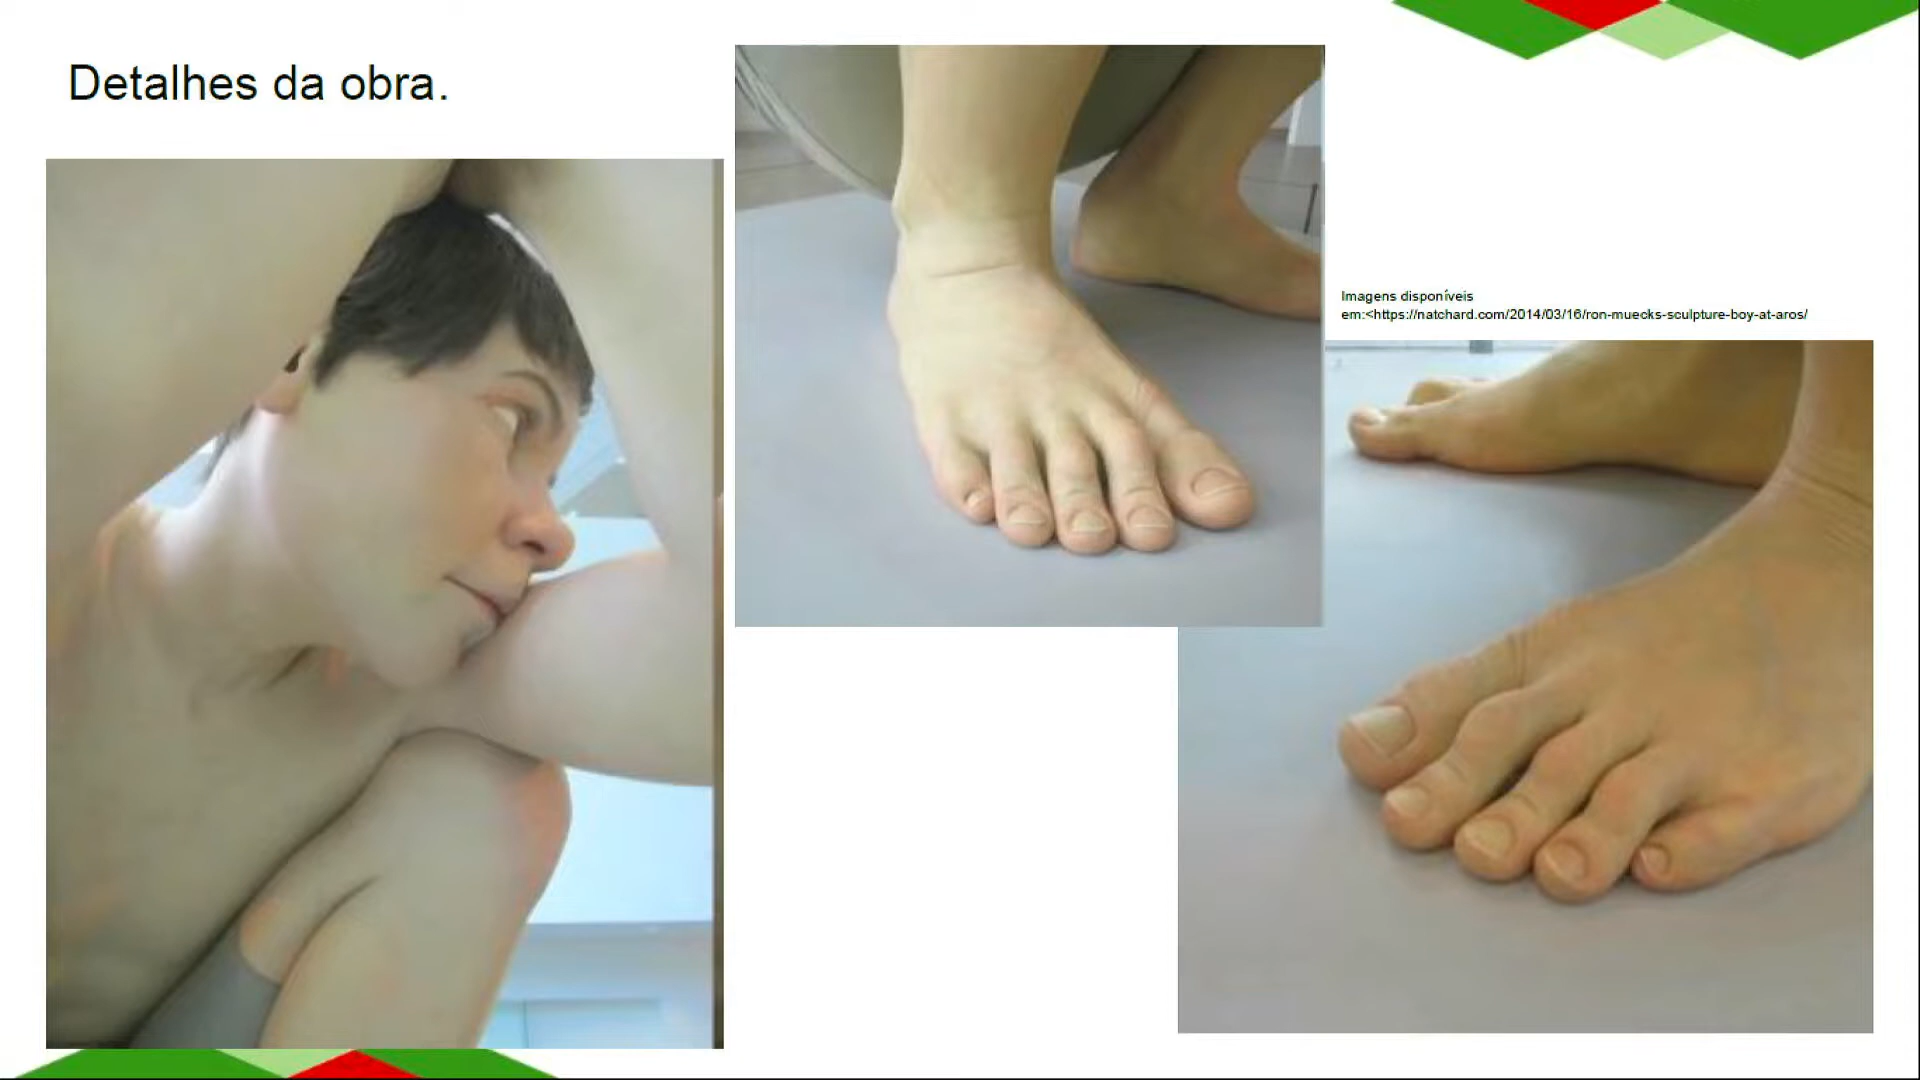 Detalhes da obra.
Imagens disponíveis
em:<https://natchard.com/2014/03/16/ron-muecks-sculpture-boy-at-aros/